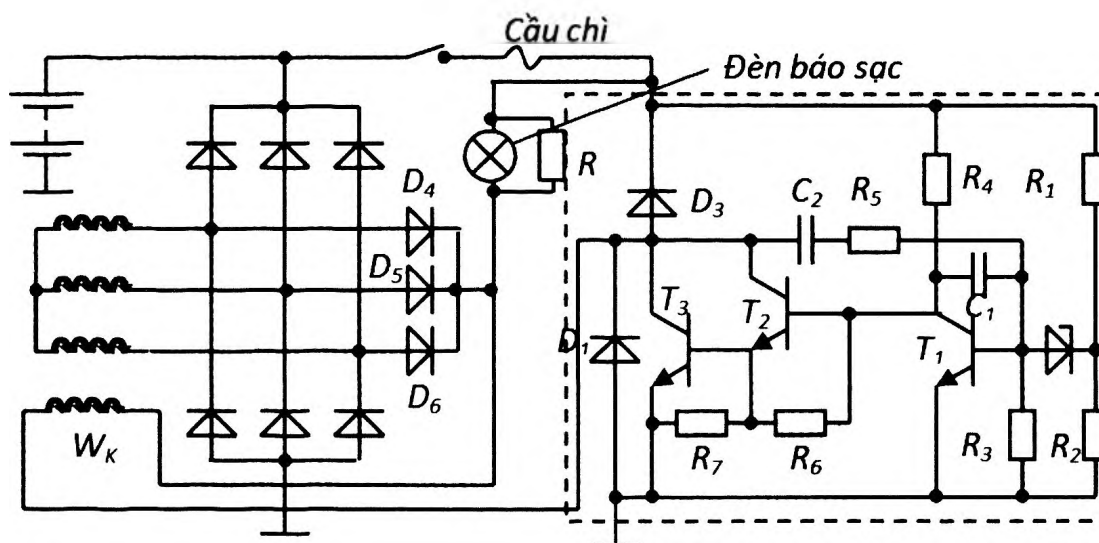 Cầu chì
Đèn báo sạc
R
R₄
R₁
D₄
D₃
C₂
R₅
D₅
T₃
T₂
C₁
D₁
T₁
D₆
W_K
R₇
R₆
R₃
R₂